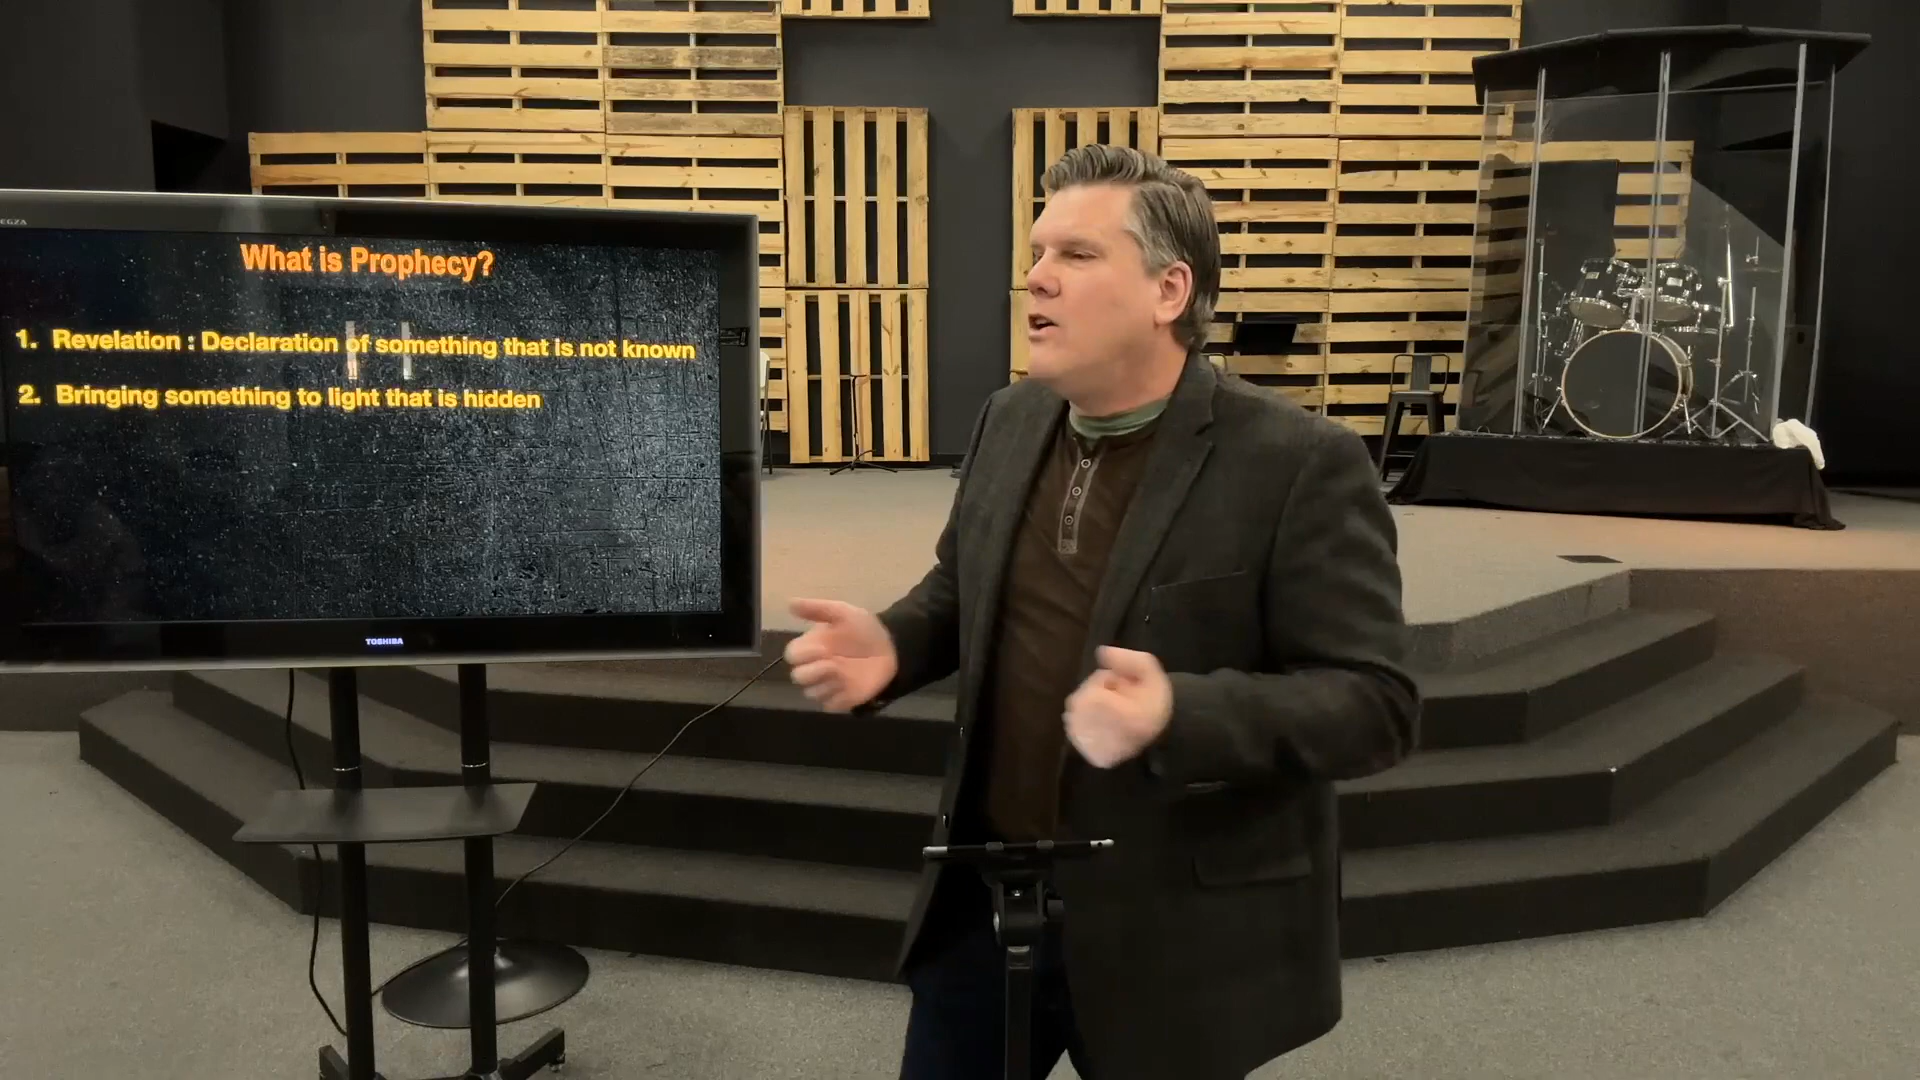 EGZA
What is Prophecy?
1. Revelation : Declaration of something that is not known
2. Bringing something to light that is hidden
TOSHIBA